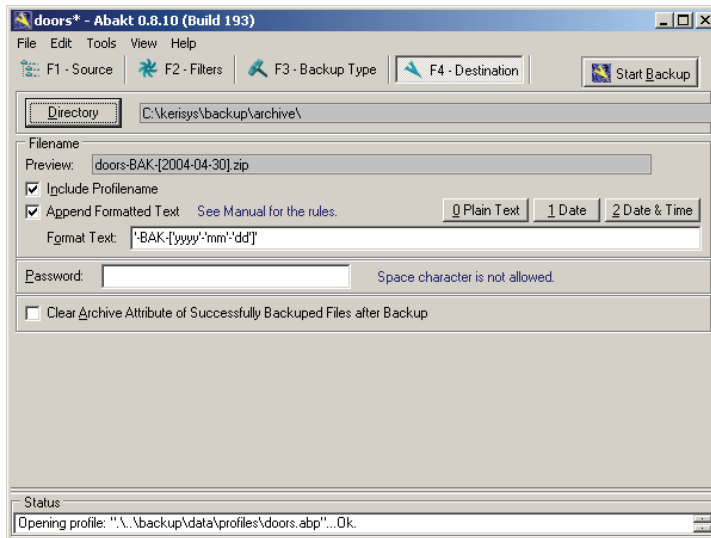 doors* - Abakt 0.8.10 (Build 193)
File Edit Tools View Help
F1 - Source F2 - Filters F3 - Backup Type F4 - Destination Start Backup
Directory C:\kerisys\backup\archive\
Filename
Preview: doors-BAK-[2004-04-30].zip
Include Profilename
Append Formatted Text See Manual for the rules. 0 Plain Text 1 Date 2 Date & Time
Format Text: '-BAK-['yyyy'-'mm'-'dd']'
Password: Space character is not allowed.
Clear Archive Attribute of Successfully Backuped Files after Backup
Status
Opening profile: ".\..\backup\data\profiles\doors.abp"...Ok.